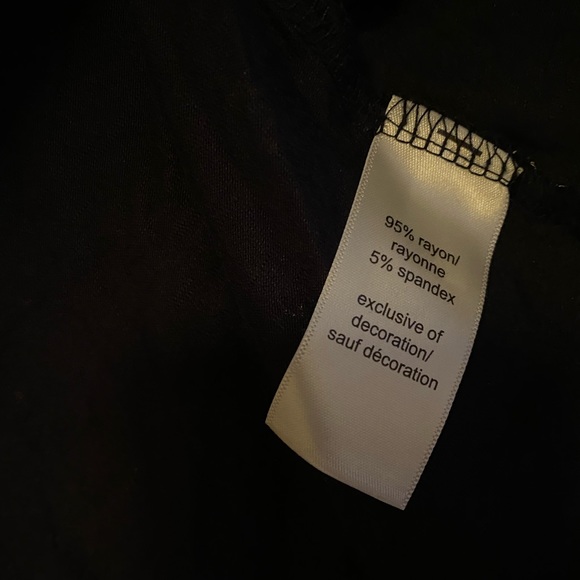 95% rayon/
rayonne
5% spandex
exclusive of
decoration/
sauf décoration